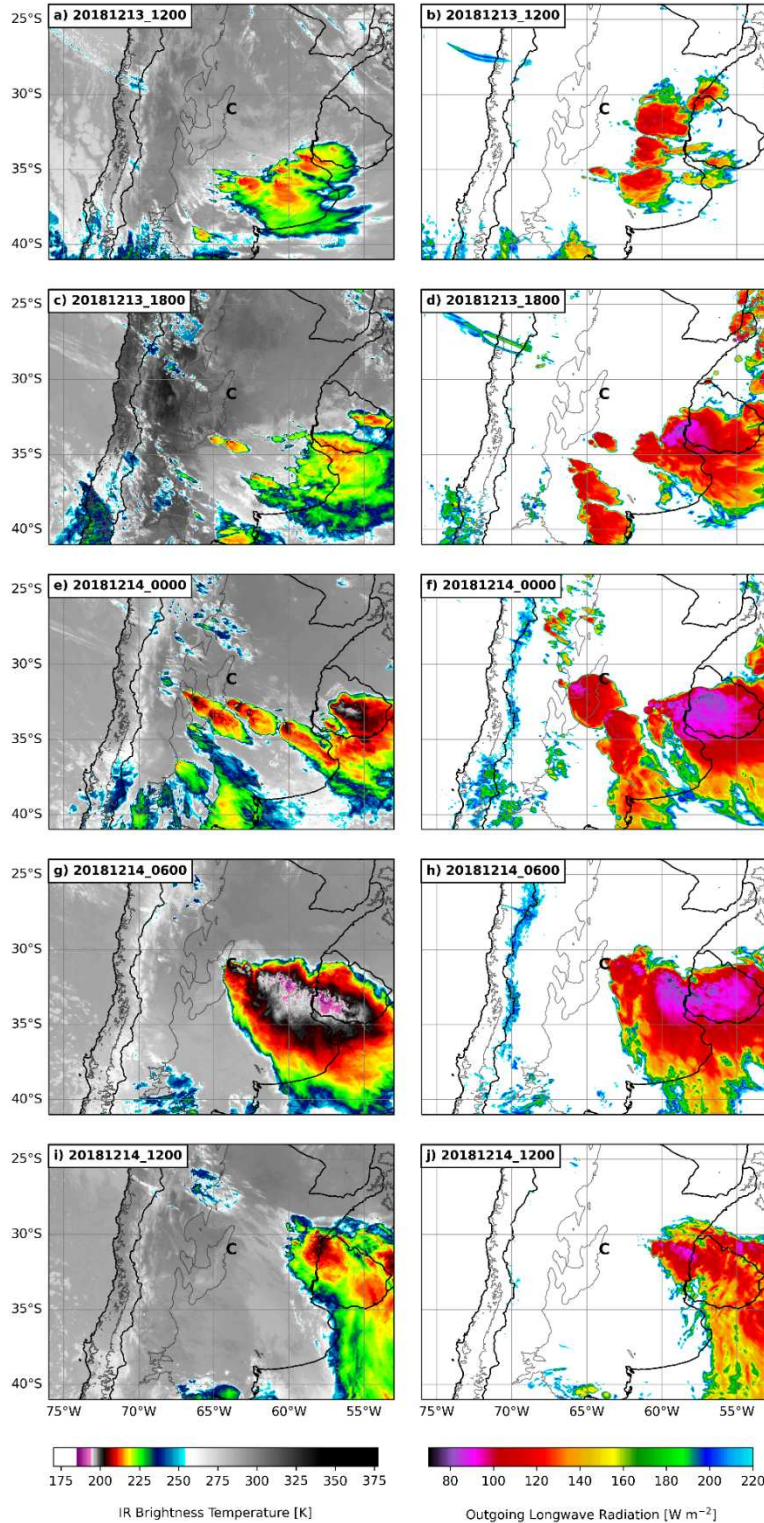 a) 20181213_1200
b) 20181213_1200
25°S
30°S
C
C
35°S
40°S
c) 20181213_1800
d) 20181213_1800
25°S
30°S
C
C
35°S
40°S
e) 20181214_0000
f) 20181214_0000
25°S
30°S
C
C
35°S
40°S
g) 20181214_0600
h) 20181214_0600
25°S
30°S
C
C
35°S
40°S
i) 20181214_1200
j) 20181214_1200
25°S
30°S
C
C
35°S
40°S
75°W 70°W 65°W 60°W 55°W
75°W 70°W 65°W 60°W 55°W
175 200 225 250 275 300 325 350 375
IR Brightness Temperature [K]
80 100 120 140 160 180 200 220
Outgoing Longwave Radiation [W m⁻²]